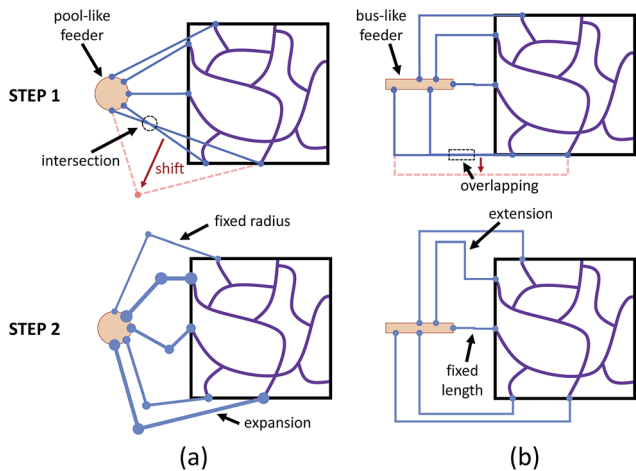 pool-like
feeder
bus-like
feeder
STEP 1
intersection
shift
overlapping
fixed radius
extension
STEP 2
fixed
length
expansion
(a)
(b)